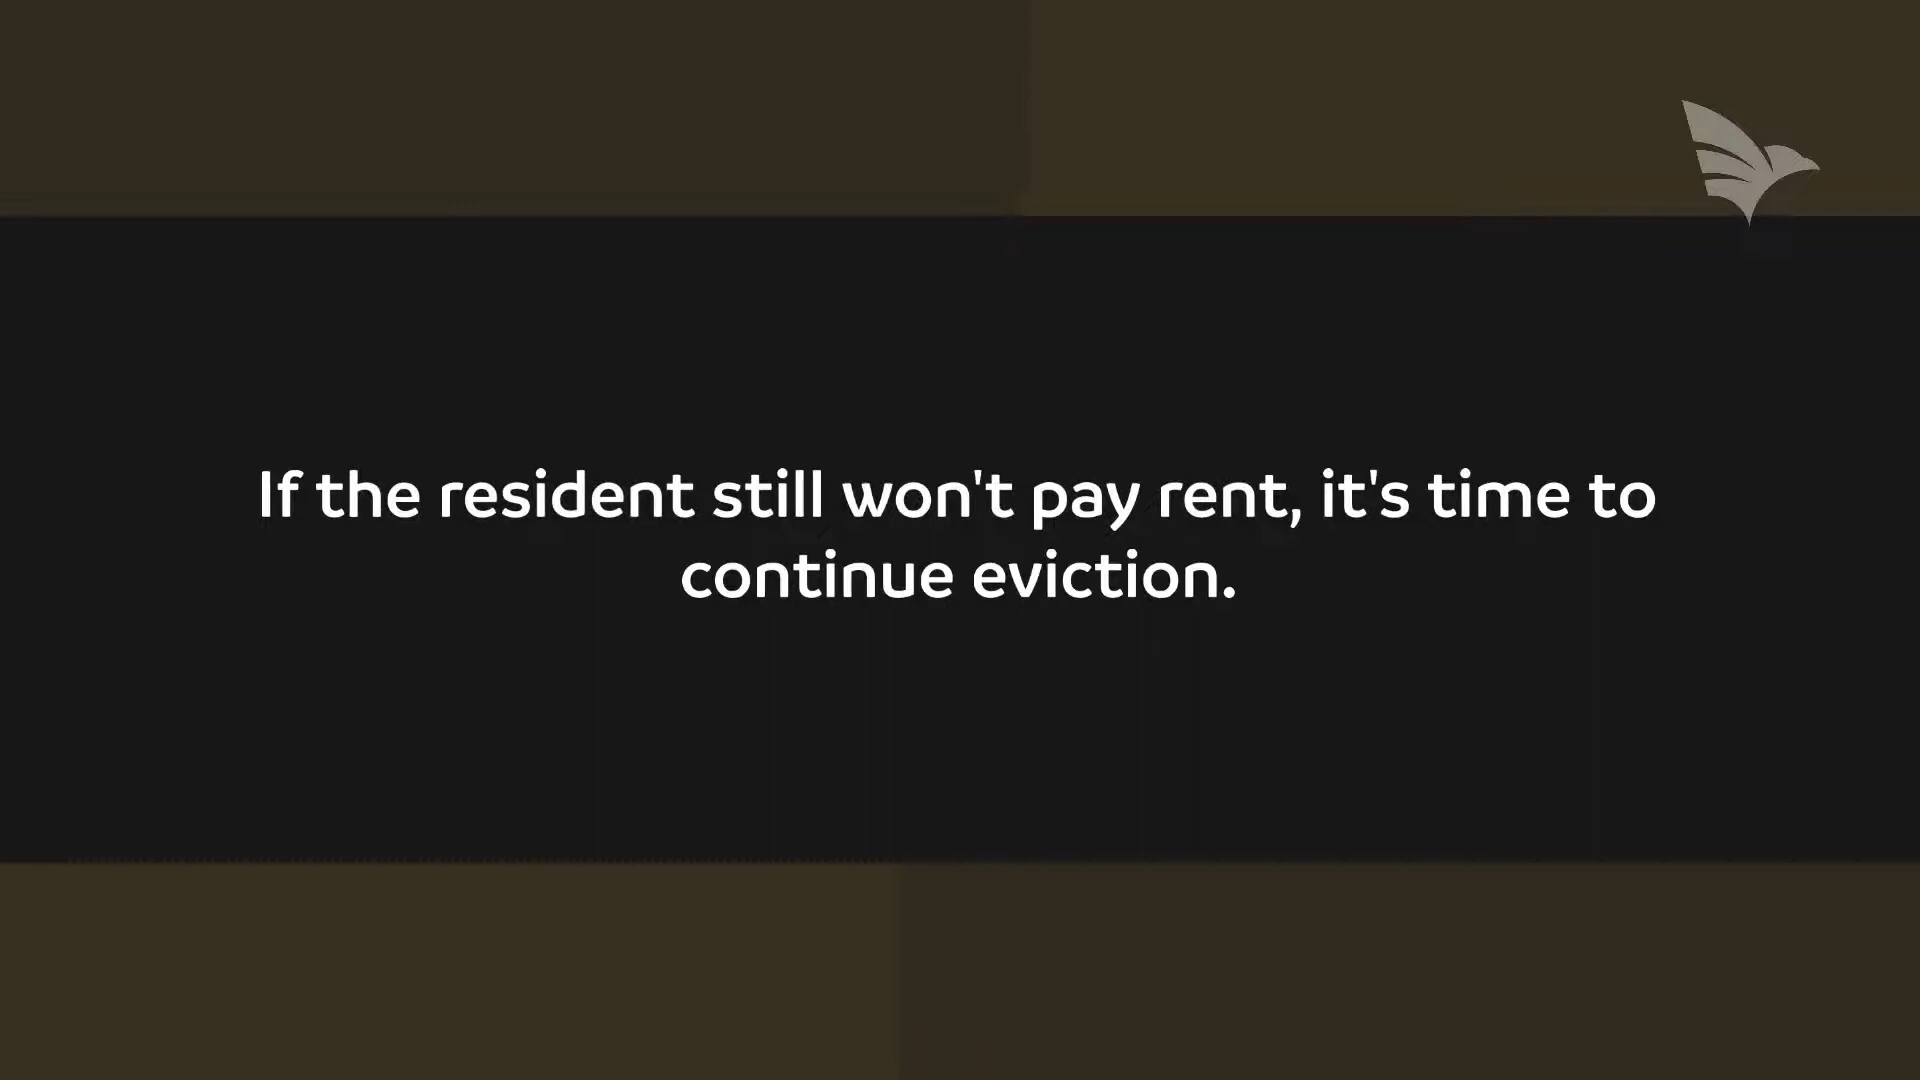 If the resident still won't pay rent, it's time to
continue eviction.